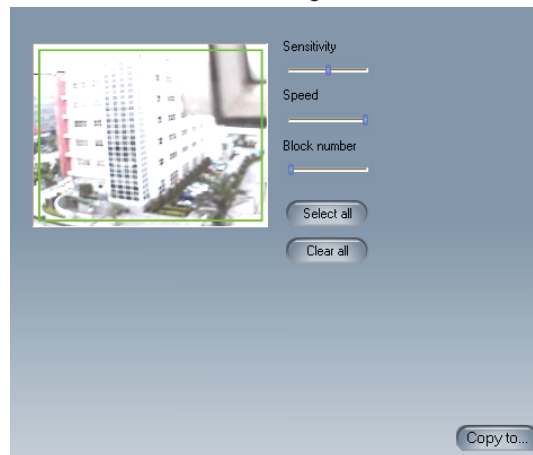 Sensitivity
Speed
Block number
Select all
Clear all
Copy to...